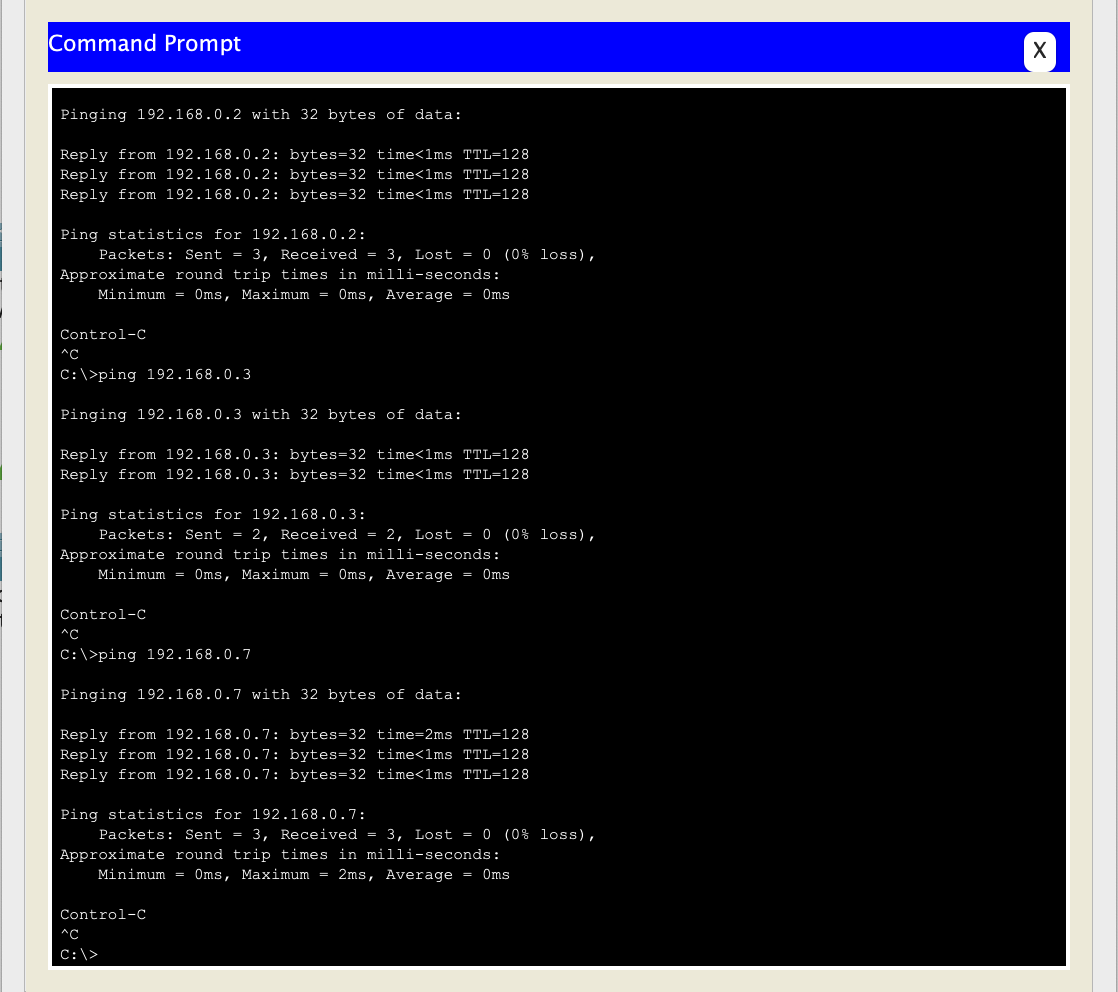 Command Prompt
X
Pinging 192.168.0.2 with 32 bytes of data:
Reply from 192.168.0.2: bytes=32 time<1ms TTL=128
Reply from 192.168.0.2: bytes=32 time<1ms TTL=128
Reply from 192.168.0.2: bytes=32 time<1ms TTL=128
Ping statistics for 192.168.0.2:
    Packets: Sent = 3, Received = 3, Lost = 0 (0% loss),
Approximate round trip times in milli-seconds:
    Minimum = 0ms, Maximum = 0ms, Average = 0ms
Control-C
^C
C:\>ping 192.168.0.3
Pinging 192.168.0.3 with 32 bytes of data:
Reply from 192.168.0.3: bytes=32 time<1ms TTL=128
Reply from 192.168.0.3: bytes=32 time<1ms TTL=128
Ping statistics for 192.168.0.3:
    Packets: Sent = 2, Received = 2, Lost = 0 (0% loss),
Approximate round trip times in milli-seconds:
    Minimum = 0ms, Maximum = 0ms, Average = 0ms
Control-C
^C
C:\>ping 192.168.0.7
Pinging 192.168.0.7 with 32 bytes of data:
Reply from 192.168.0.7: bytes=32 time=2ms TTL=128
Reply from 192.168.0.7: bytes=32 time<1ms TTL=128
Reply from 192.168.0.7: bytes=32 time<1ms TTL=128
Ping statistics for 192.168.0.7:
    Packets: Sent = 3, Received = 3, Lost = 0 (0% loss),
Approximate round trip times in milli-seconds:
    Minimum = 0ms, Maximum = 2ms, Average = 0ms
Control-C
^C
C:\>